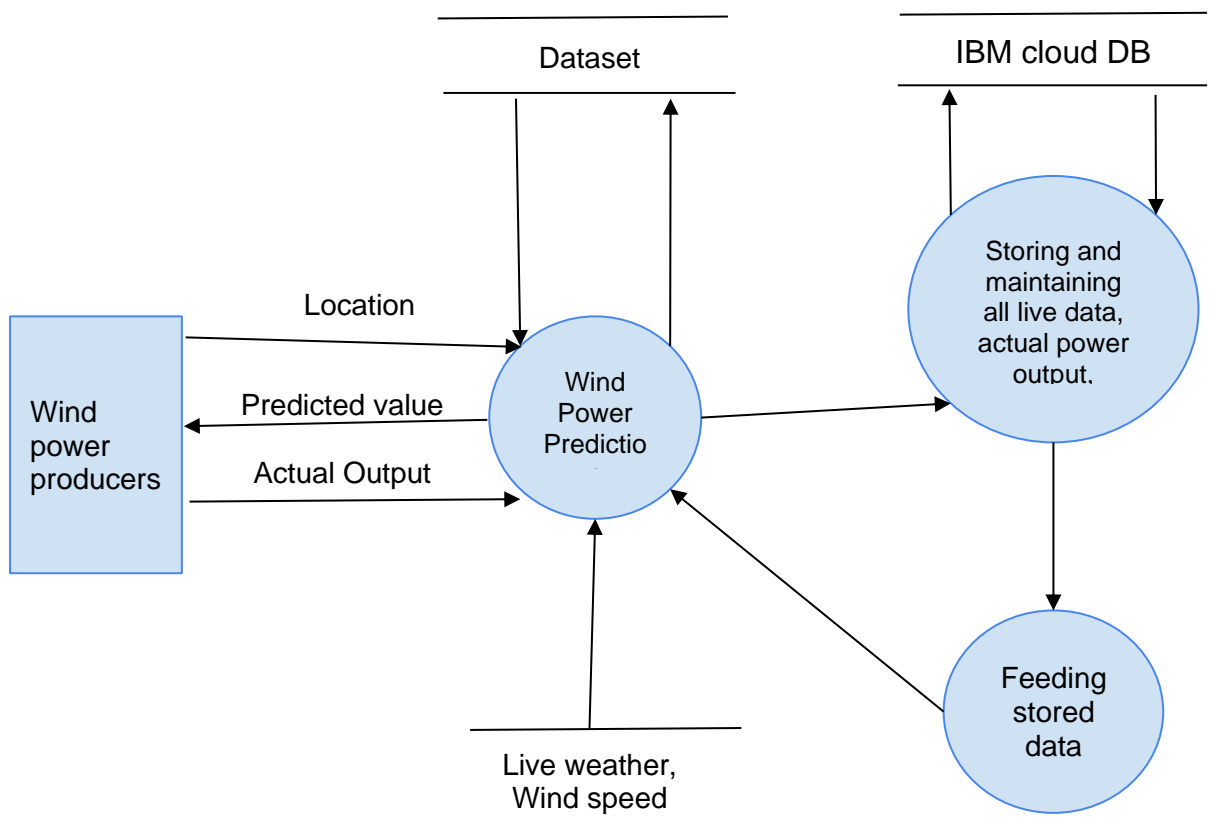 Dataset
IBM cloud DB
Storing and
maintaining
all live data,
actual power
output,
Location
Wind
power
producers
Predicted value
Wind
Power
Predictio
Actual Output
Feeding
stored
data
Live weather,
Wind speed